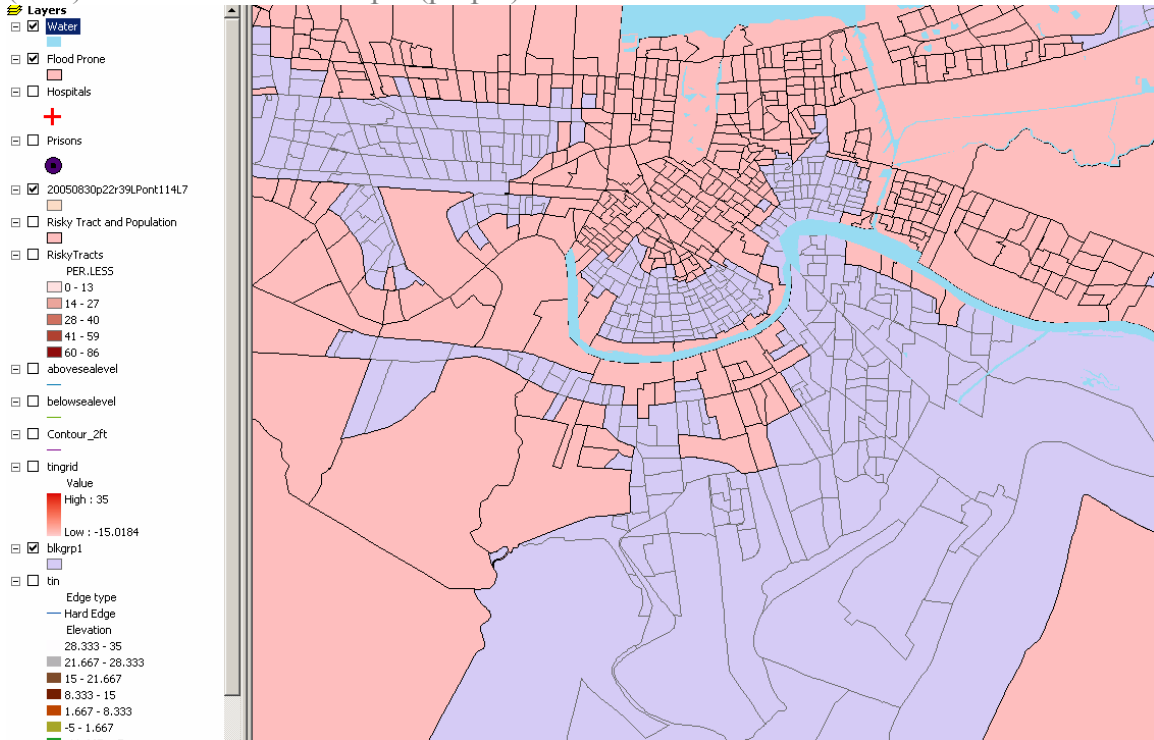 Layers
Water
Flood Prone
Hospitals
Prisons
20050830p22r39LPont114L7
Risky Tract and Population
RiskyTracts
PER.LESS
0 - 13
14 - 27
28 - 40
41 - 59
60 - 86
abovesealevel
belowsealevel
Contour_2ft
tingrid
Value
High : 35
Low : -15.0184
blkgrp1
tin
Edge type
Hard Edge
Elevation
28.333 - 35
21.667 - 28.333
15 - 21.667
8.333 - 15
1.667 - 8.333
-5 - 1.667